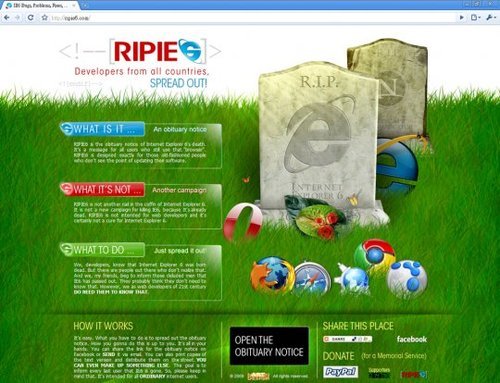 IE6 Bugs, Problems, Fixes,
http://ripie6.com/
<!--[RIPIE6]
Developers from all countries,
SPREAD OUT!
<![endif]-->
R.I.P.
INTERNET
EXPLORER 6
N
WHAT IS IT ... An obituary notice
RIPIE6 is the obituary notice of Internet Explorer 6's death.
It's a message for all users who still use that "browser".
RIPIE6 is designed exactly for those old-fashioned people
who don't see the point of updating their software.
WHAT IT'S NOT... Another campaign
RIPIE6 is not another nail in the coffin of Internet Explorer 6.
It is not a new campaign for killing IE6, because it's already
dead. RIPIE6 is not intended for web developers and it's
certainly not a cure for Internet Explorer 6.
WHAT TO DO ... Just spread it out!
We, developers, know that Internet Explorer 6 was born
dead. But there are people out there who don't realize that.
And we, my friends, beg to inform those deluded men that
IE6 has passed out. They probably think they don't need to
know that. However, we as developers of 21st century
DO NEED THEM TO KNOW THAT.
HOW IT WORKS
It's easy. What you have to do is to spread out the obituary
notice. How you gonna do this is up to you. It's all in your
hands. You can share the link for the obituary notice on
Facebook or SEND it via email. You can also print copies of the
text version and distribute them on the street. YOU
CAN EVEN MAKE UP SOMETHING ELSE. The goal is to
inform every last user that IE6 is gone. So, please keep in
mind that: it's intended for all ORDINARY internet users.
OPEN THE
OBITUARY NOTICE
© 2009 All rights reserved.
SHARE THIS PLACE
SHARE facebook
DONATE (for a Memorial Service)
PayPal Supporters RIPIE6